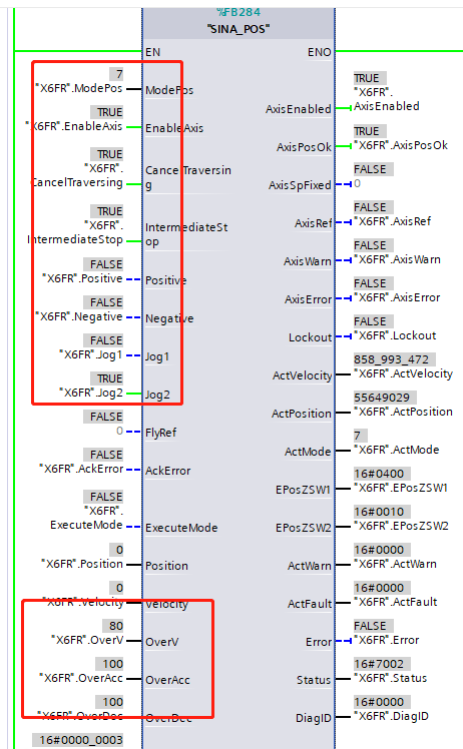 %FB284
"SINA_POS"
EN ENO
7
"X6FR".ModePos ModePos
TRUE
"X6FR".EnableAxis EnableAxis
TRUE
"X6FR".
CancelTraversing CancelTraversin
g
TRUE
"X6FR".
IntermediateStop IntermediateSt
op
FALSE
"X6FR".Positive Positive
FALSE
"X6FR".Negative Negative
FALSE
"X6FR".Jog1 Jog1
TRUE
"X6FR".Jog2 Jog2
FALSE
0 FlyRef
FALSE
"X6FR".AckError AckError
FALSE
"X6FR".
ExecuteMode ExecuteMode
0
"X6FR".Position Position
0
"X6FR".Velocity Velocity
80
"X6FR".OverV OverV
100
"X6FR".OverAcc OverAcc
100
"X6FR".OverDec OverDec
16#0000_0003
TRUE
"X6FR".
AxisEnabled AxisEnabled
TRUE
AxisPosOk "X6FR".AxisPosOk
FALSE
AxisSpFixed 0
FALSE
AxisRef "X6FR".AxisRef
FALSE
AxisWarn "X6FR".AxisWarn
FALSE
AxisError "X6FR".AxisError
FALSE
Lockout "X6FR".Lockout
858_993_472
ActVelocity "X6FR".ActVelocity
55649029
ActPosition "X6FR".ActPosition
7
ActMode "X6FR".ActMode
16#0400
EPosZSW1 "X6FR".EPosZSW1
16#0010
EPosZSW2 "X6FR".EPosZSW2
16#0000
ActWarn "X6FR".ActWarn
16#0000
ActFault "X6FR".ActFault
FALSE
Error "X6FR".Error
16#7002
Status "X6FR".Status
16#0000
DiagID "X6FR".DiagID